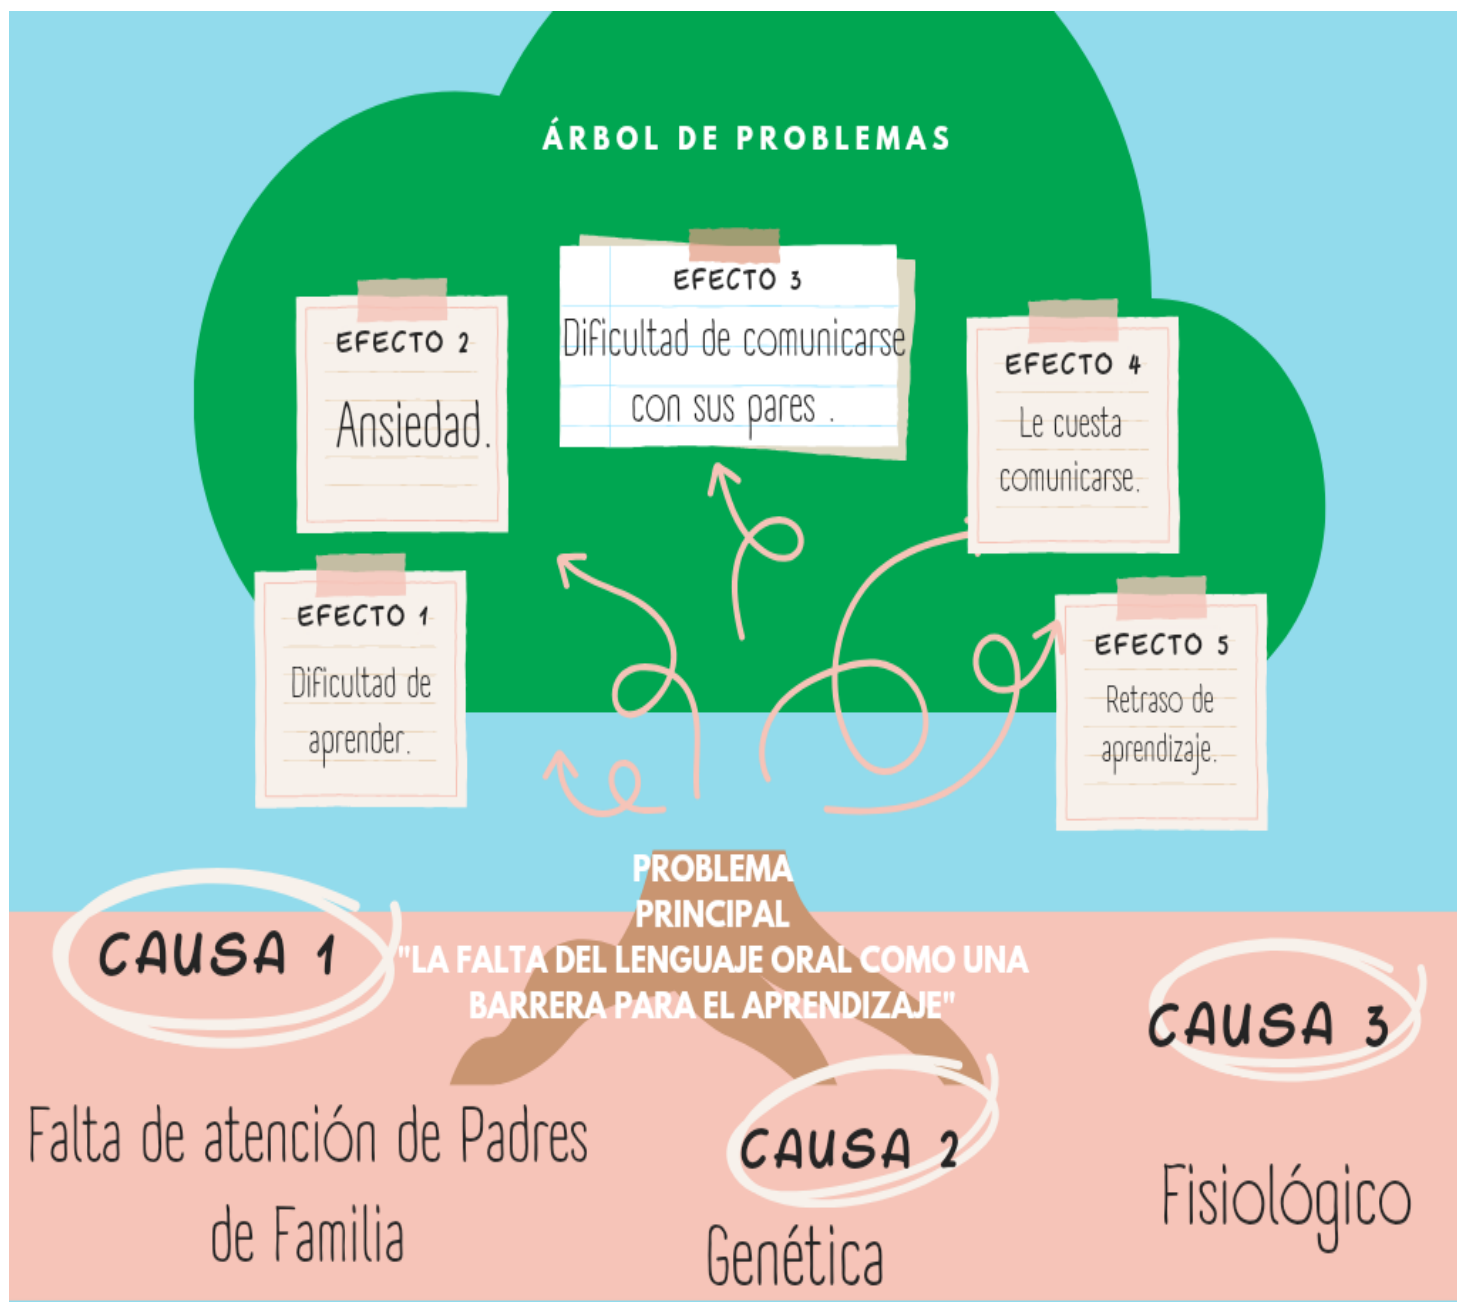 ÁRBOL DE PROBLEMAS
EFECTO 3
Dificultad de comunicarse
con sus pares .
EFECTO 2
Ansiedad.
EFECTO 4
Le cuesta
comunicarse.
EFECTO 1
Dificultad de
aprender.
EFECTO 5
Retraso de
aprendizaje.
PROBLEMA
PRINCIPAL
"LA FALTA DEL LENGUAJE ORAL COMO UNA
BARRERA PARA EL APRENDIZAJE"
CAUSA 1
Falta de atención de Padres
de Familia
CAUSA 2
Genética
CAUSA 3
Fisiológico